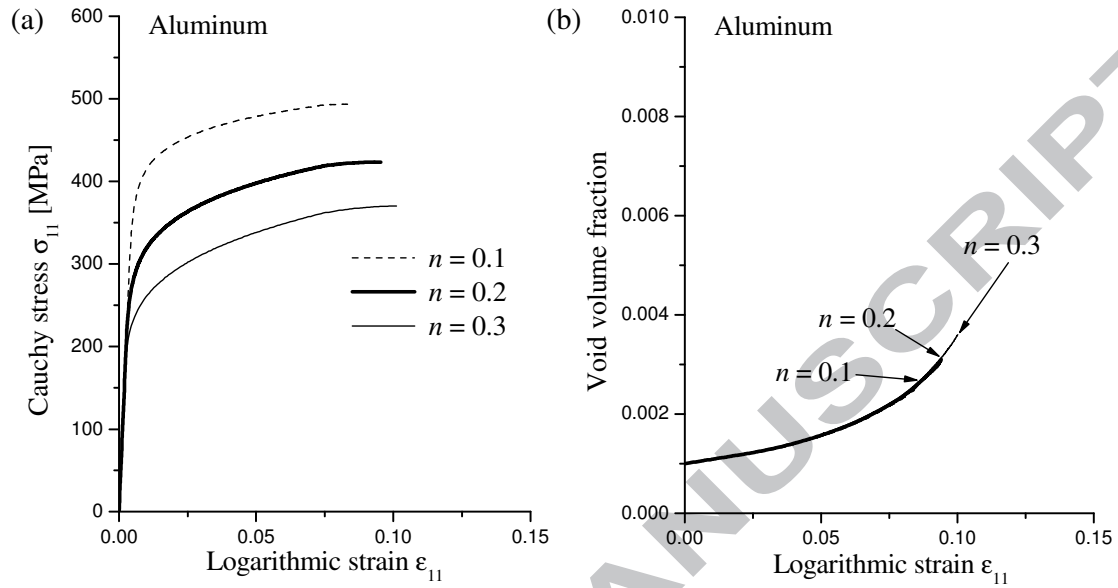 (a)
Aluminum
600
500
400
300
200
100
0
0.00
0.05
0.10
0.15
Cauchy stress σ11 [MPa]
Logarithmic strain ε11
n = 0.1
n = 0.2
n = 0.3
(b)
Aluminum
0.010
0.008
0.006
0.004
0.002
0.000
0.00
0.05
0.10
0.15
Void volume fraction
Logarithmic strain ε11
n = 0.3
n = 0.2
n = 0.1
ANUSCRIPT